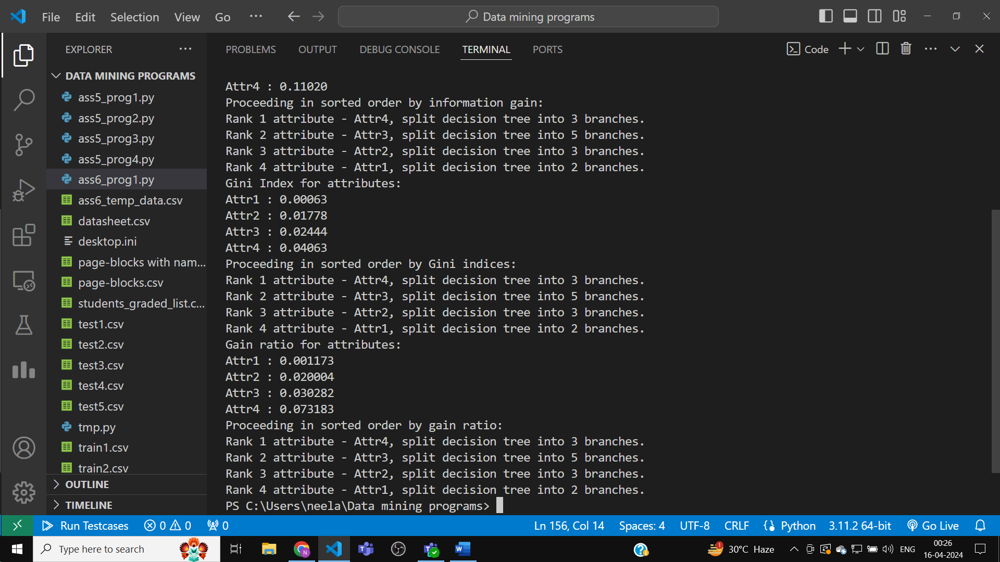 File Edit Selection View Go ··· Data mining programs
EXPLORER ···
DATA MINING PROGRAMS
ass5_prog1.py
ass5_prog2.py
ass5_prog3.py
ass5_prog4.py
ass6_prog1.py
ass6_temp_data.csv
datasheet.csv
desktop.ini
page-blocks with nam...
page-blocks.csv
students_graded_list.c...
test1.csv
test2.csv
test3.csv
test4.csv
test5.csv
tmp.py
train1.csv
train2.csv
OUTLINE
TIMELINE
PROBLEMS OUTPUT DEBUG CONSOLE TERMINAL PORTS Code
Attr4 : 0.11020
Proceeding in sorted order by information gain:
Rank 1 attribute - Attr4, split decision tree into 3 branches.
Rank 2 attribute - Attr3, split decision tree into 5 branches.
Rank 3 attribute - Attr2, split decision tree into 3 branches.
Rank 4 attribute - Attr1, split decision tree into 2 branches.
Gini Index for attributes:
Attr1 : 0.00063
Attr2 : 0.01778
Attr3 : 0.02444
Attr4 : 0.04063
Proceeding in sorted order by Gini indices:
Rank 1 attribute - Attr4, split decision tree into 3 branches.
Rank 2 attribute - Attr3, split decision tree into 5 branches.
Rank 3 attribute - Attr2, split decision tree into 3 branches.
Rank 4 attribute - Attr1, split decision tree into 2 branches.
Gain ratio for attributes:
Attr1 : 0.001173
Attr2 : 0.020004
Attr3 : 0.030282
Attr4 : 0.073183
Proceeding in sorted order by gain ratio:
Rank 1 attribute - Attr4, split decision tree into 3 branches.
Rank 2 attribute - Attr3, split decision tree into 5 branches.
Rank 3 attribute - Attr2, split decision tree into 3 branches.
Rank 4 attribute - Attr1, split decision tree into 2 branches.
PS C:\Users\neela\Data mining programs>
Run Testcases 0 0 0 Ln 156, Col 14 Spaces: 4 UTF-8 CRLF Python 3.11.2 64-bit Go Live
Type here to search 1 30°C Haze ENG 00:26
16-04-2024